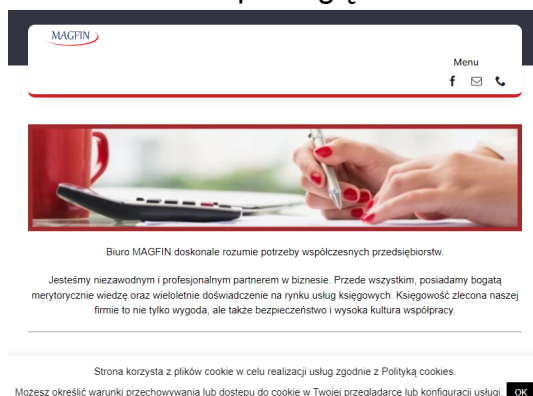 MAGFIN
Menu
Biuro MAGFIN doskonale rozumie potrzeby współczesnych przedsiębiorstw.
Jesteśmy niezawodnym i profesjonalnym partnerem w biznesie. Przede wszystkim, posiadamy bogatą
merytorycznie wiedzę oraz wieloletnie doświadczenie na rynku usług księgowych. Księgowość zlecona naszej
firmie to nie tylko wygoda, ale także bezpieczeństwo i wysoka kultura współpracy.
Strona korzysta z plików cookie w celu realizacji usług zgodnie z Polityką cookies.
Możesz określić warunki przechowywania lub dostępu do cookie w Twojej przeglądarce lub konfiguracji usługi. OK